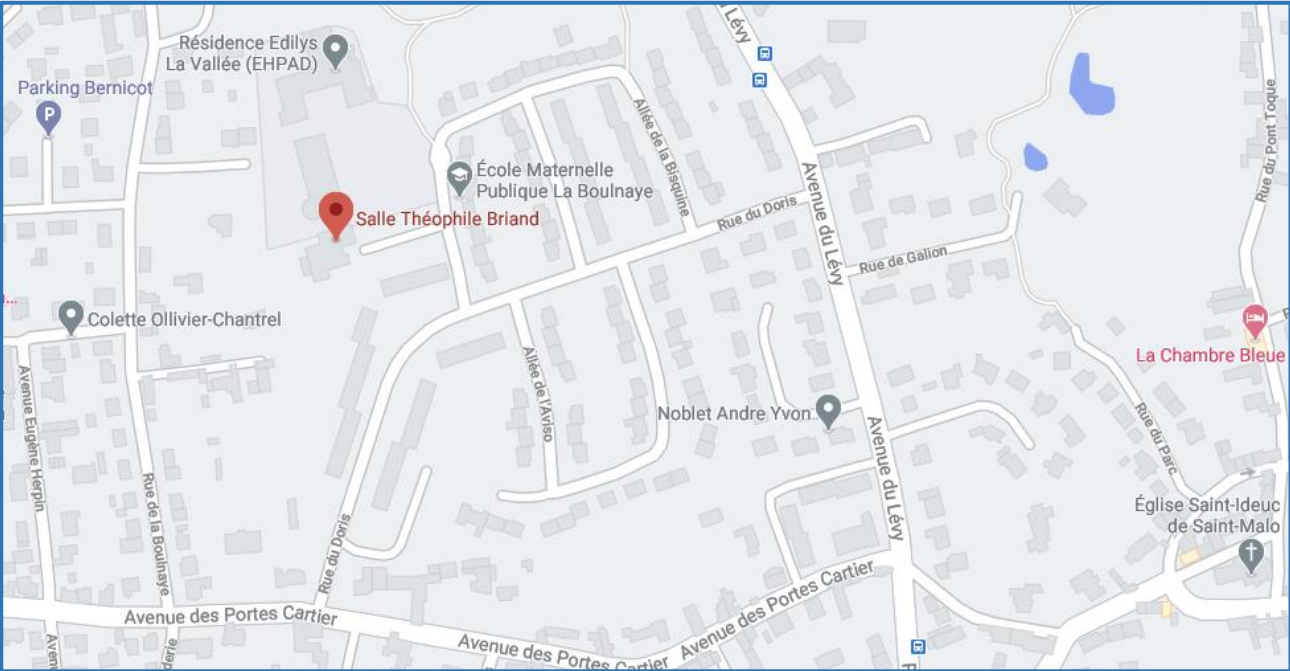 Lévy
Résidence Edilys
La Vallée (EHPAD)
Parking Bernicot
P
Allée de la Bisquine
Rue du Pont Toque
École Maternelle
Publique La Boulnaye
Avenue du Lévy
Salle Théophile Briand
Rue du Doris
Rue de Galion
Colette Ollivier-Chantrel
La Chambre Bleue
Allée de l'Aviso
Avenue Eugène Herpin
Noblet Andre Yvon
Avenue du Lévy
Rue du Parc
Rue de la Boulnaye
Église Saint-Ideuc
de Saint-Malo
Rue du Doris
Avenue des Portes Cartier
Avenue des Portes Cartier
Avenue des Portes Cartier
Aven
derie